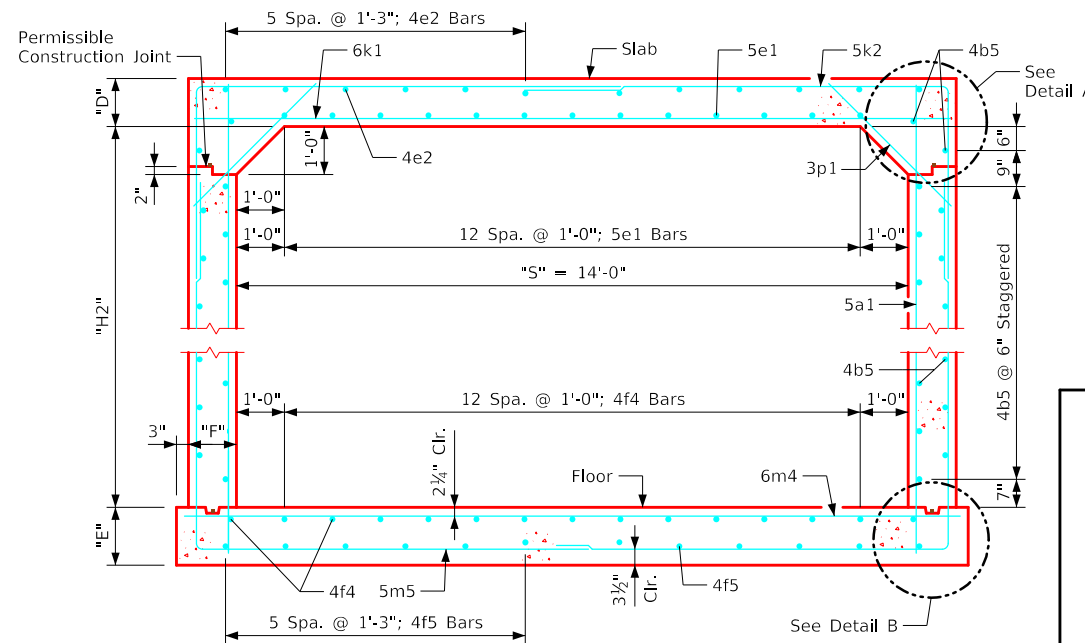 5 Spa. @ 1'-3"; 4e2 Bars
Permissible
Construction Joint
6k1
Slab
5e1
5k2
4b5
See
"D"
1'-0"
6"
4e2
3p1
9"
2"
1'-0"
1'-0"
12 Spa. @ 1'-0"; 5e1 Bars
1'-0"
"S" = 14'-0"
"H2"
5a1
4b5 @ 6" Staggered
4b5
1'-0"
12 Spa. @ 1'-0"; 4f4 Bars
1'-0"
3"
"F"
2¼" Clr.
Floor
6m4
7"
"E"
4f4
5m5
3½"
Clr.
4f5
5 Spa. @ 1'-3"; 4f5 Bars
See Detail B
Detail